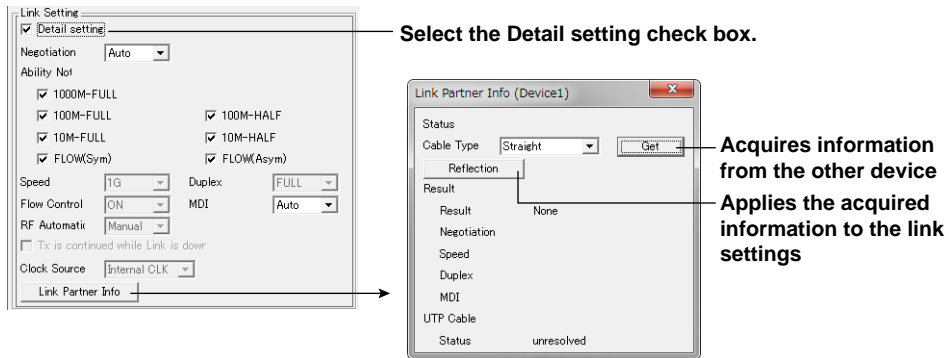 Link Setting
Detail setting
Select the Detail setting check box.
Negotiation Auto
Ability Not
1000M-FULL
100M-FULL 100M-HALF
10M-FULL 10M-HALF
FLOW(Sym) FLOW(Asym)
Speed 1G Duplex FULL
Flow Control ON MDI Auto
RF Automatic Manual
Tx is continued while Link is down
Clock Source Internal CLK
Link Partner Info
Link Partner Info (Device1)
Status
Cable Type Straight Get
Reflection
Result
Result None
Negotiation
Speed
Duplex
MDI
UTP Cable
Status unresolved
Acquires information
from the other device
Applies the acquired
information to the link
settings